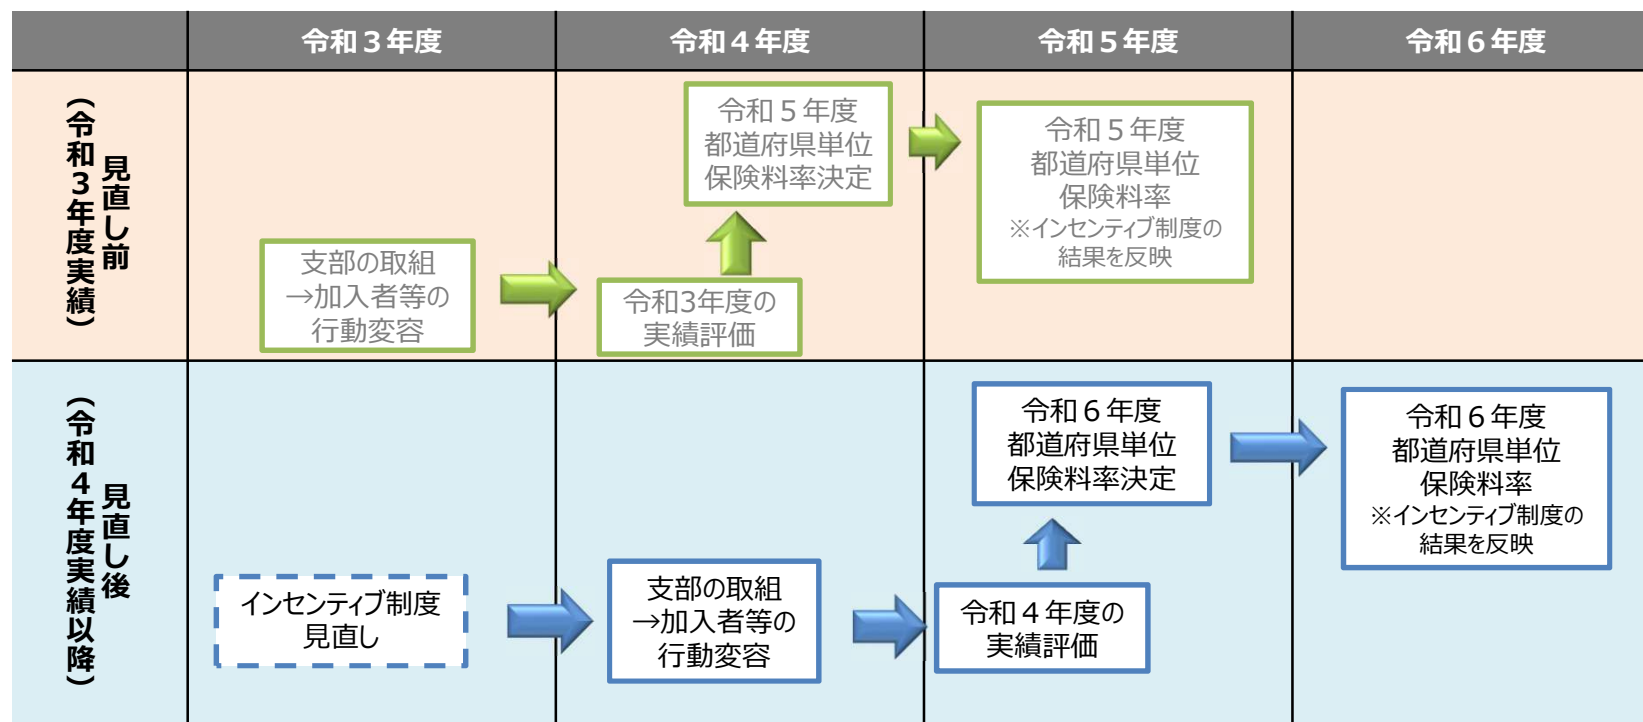 令和３年度
令和４年度
令和５年度
令和６年度
見直し前
（令和３年度実績）
支部の取組
→加入者等の
行動変容
令和3年度の
実績評価
令和５年度
都道府県単位
保険料率決定
令和５年度
都道府県単位
保険料率
※インセンティブ制度の
結果を反映
見直し後
（令和４年度実績以降）
インセンティブ制度
見直し
支部の取組
→加入者等の
行動変容
令和４年度の
実績評価
令和６年度
都道府県単位
保険料率決定
令和６年度
都道府県単位
保険料率
※インセンティブ制度の
結果を反映